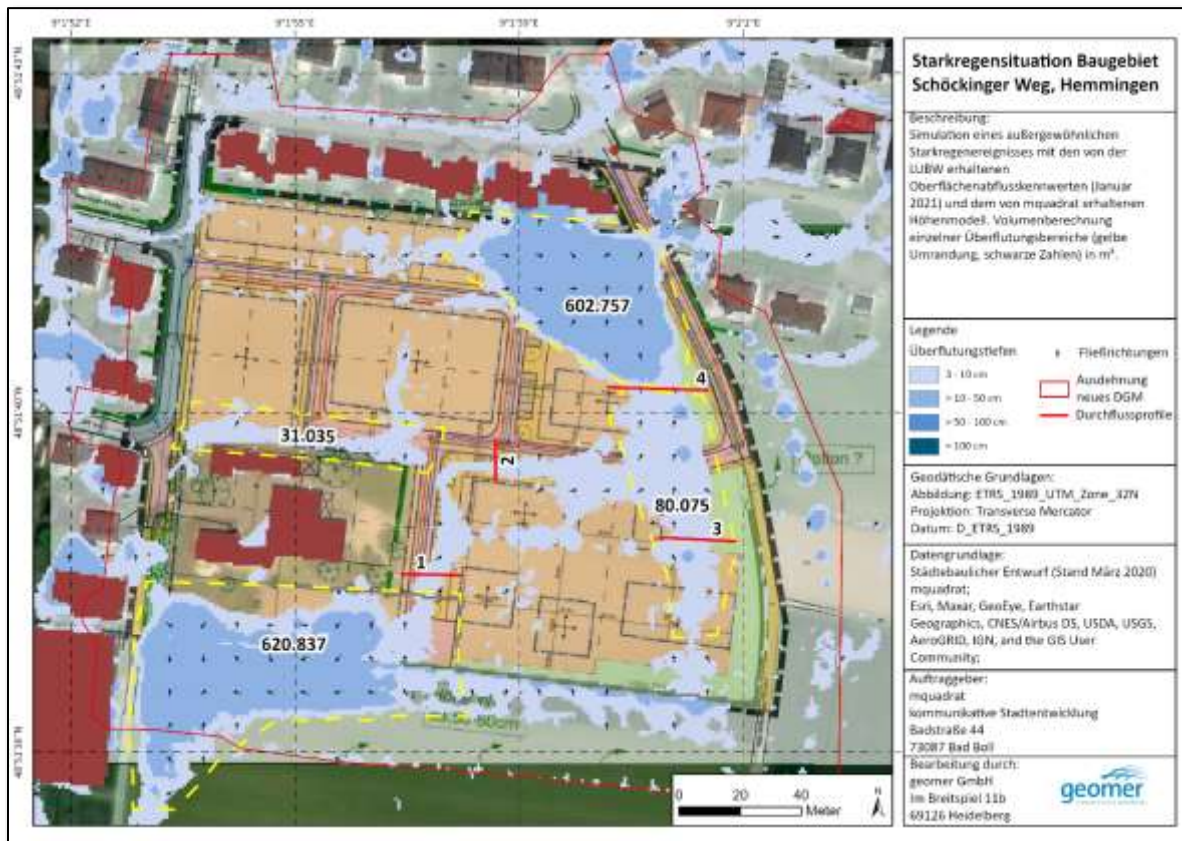 9°1'52"E
9°1'55"E
9°1'59"E
9°2'1"E
602.757
4
31.035
2
80.075
3
1
620.837
0 20 40
Meter
N
Starkregensituation Baugebiet
Schöckinger Weg, Hemmingen
Beschreibung:
Simulation eines außergewöhnlichen
Starkregenereignisses mit den von der
LUBW erhaltenen
Oberflächenabflusskennwerten (Januar
2021) und dem von mquadrat erhaltenen
Höhenmodell. Volumenberechnung
einzelner Überflutungsbereiche (gelbe
Umrandung, schwarze Zahlen) in m³.
Legende
Überflutungstiefen
3 - 10 cm
> 10 - 50 cm
> 50 - 100 cm
> 100 cm
Fließrichtungen
Ausdehnung
neues DGM
Durchflussprofile
Geodätische Grundlagen:
Abbildung: ETRS_1989_UTM_Zone_32N
Projektion: Transverse Mercator
Datum: D_ETRS_1989
Datengrundlage:
Städtebaulicher Entwurf (Stand März 2020)
mquadrat;
Esri, Maxar, GeoEye, Earthstar
Geographics, CNES/Airbus DS, USDA, USGS,
AeroGRID, IGN, and the GIS User
Community;
Auftraggeber:
mquadrat
kommunikative Stadtentwicklung
Badstraße 44
73087 Bad Boll
Bearbeitung durch:
geomer GmbH
Im Breitspiel 11b
69126 Heidelberg
geomer